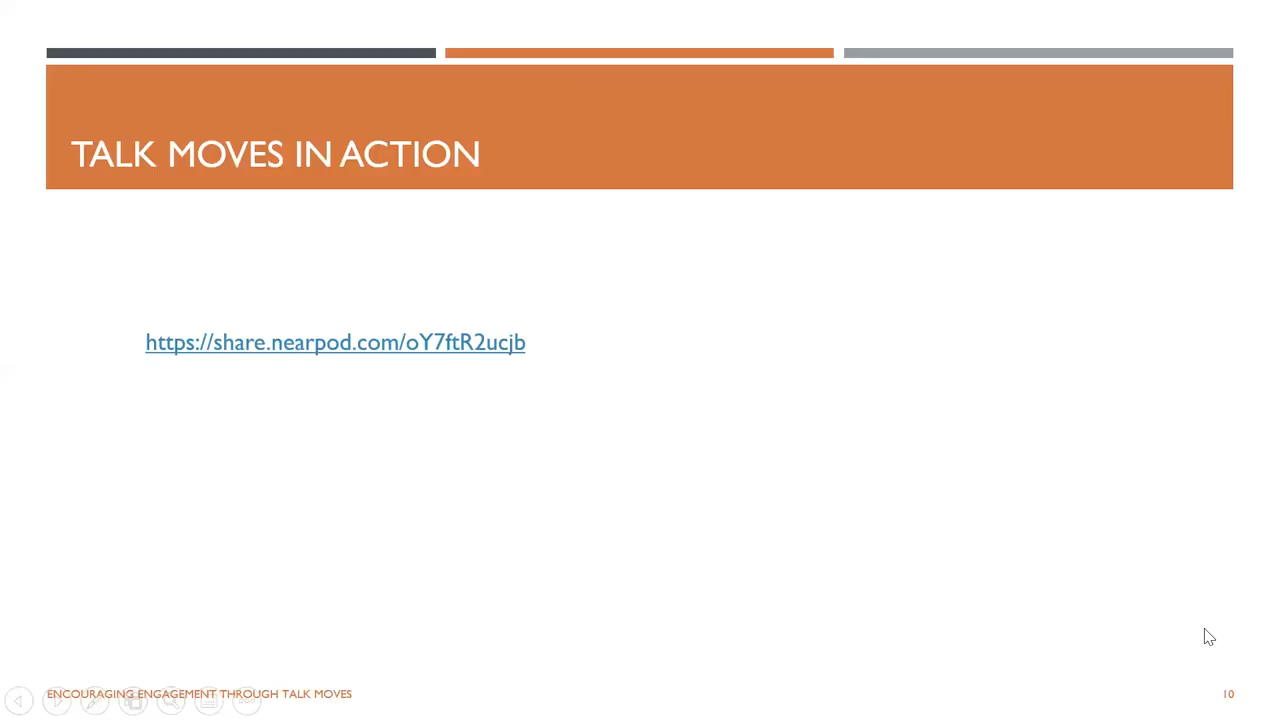 TALK MOVES IN ACTION
https://share.nearpod.com/oY7ftR2ucjb
ENCOURAGING ENGAGEMENT THROUGH TALK MOVES
10